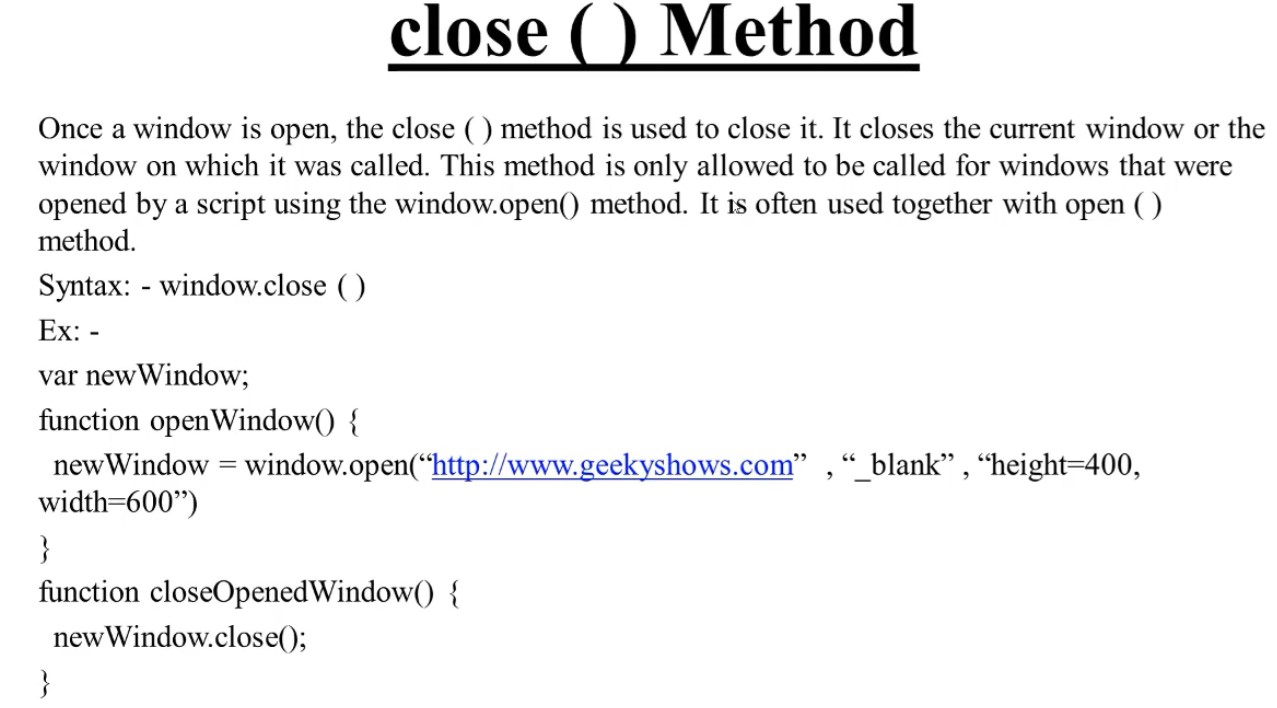 close ( ) Method
Once a window is open, the close ( ) method is used to close it. It closes the current window or the
window on which it was called. This method is only allowed to be called for windows that were
opened by a script using the window.open() method. It is often used together with open ( )
method.
Syntax: - window.close ( )
Ex: -
var newWindow;
function openWindow() {
newWindow = window.open(“http://www.geekyshows.com” , “_blank” , “height=400,
width=600”)
}
function closeOpenedWindow() {
newWindow.close();
}